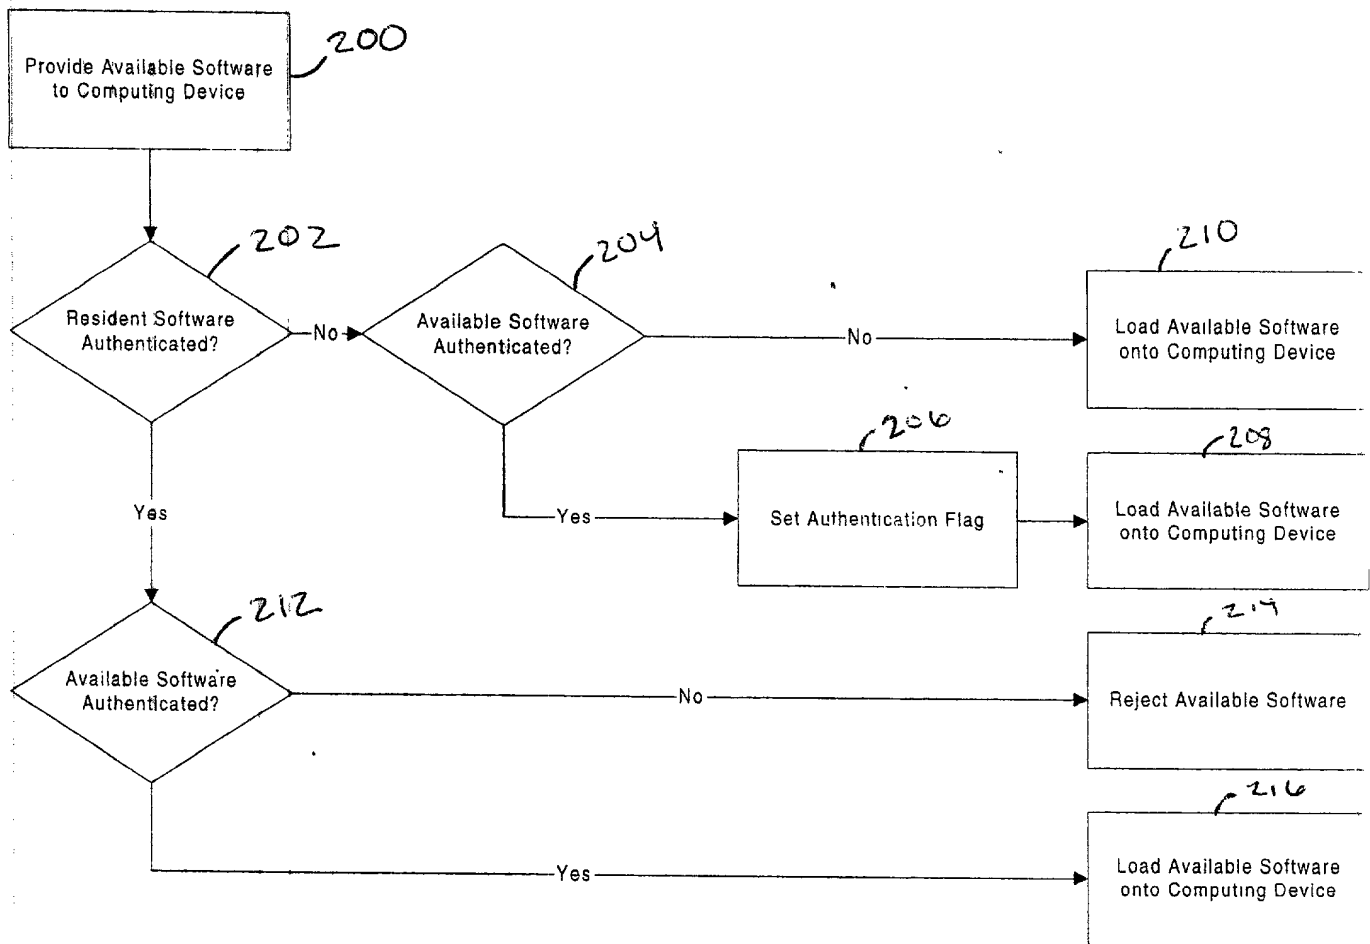 200
Provide Available Software
to Computing Device
202
204
210
Resident Software
Authenticated?
No
Available Software
Authenticated?
No
Load Available Software
onto Computing Device
206
208
Yes
Yes
Set Authentication Flag
Load Available Software
onto Computing Device
212
214
Available Software
Authenticated?
No
Reject Available Software
216
Yes
Load Available Software
onto Computing Device